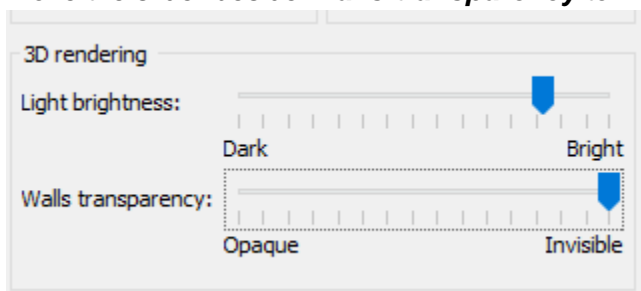 3D rendering
Light brightness:
Dark Bright
Walls transparency:
Opaque Invisible